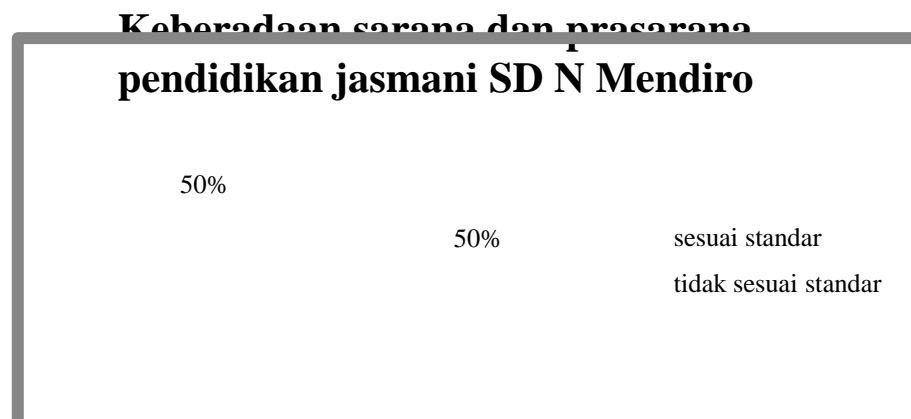 Keberadaan sarana dan prasarana
pendidikan jasmani SD N Mendiro
50%
50%
sesuai standar
tidak sesuai standar